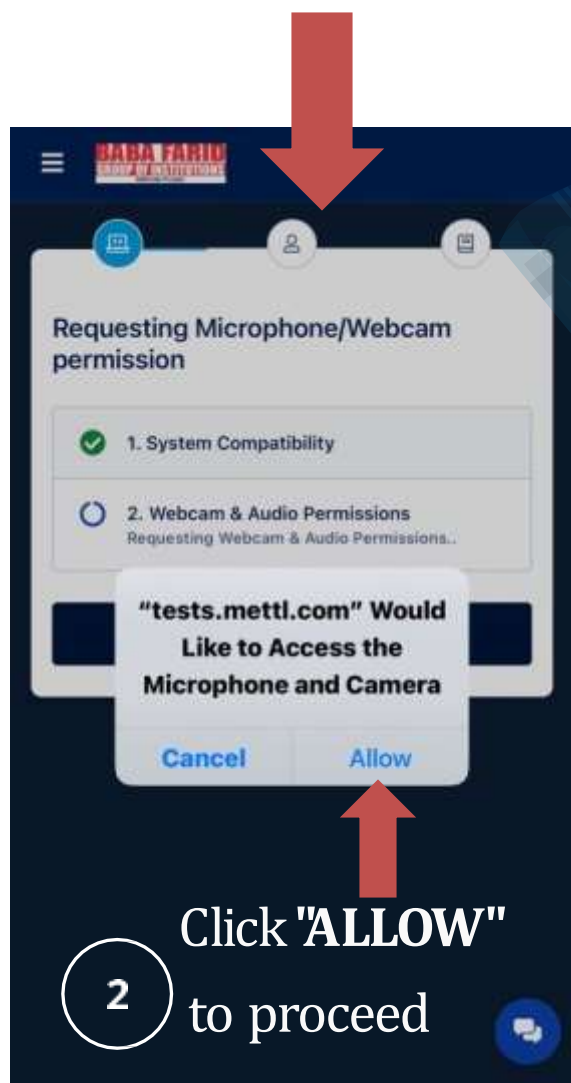 BABA FARID
GROUP OF INSTITUTIONS
Requesting Microphone/Webcam
permission
1. System Compatibility
2. Webcam & Audio Permissions
Requesting Webcam & Audio Permissions..
“tests.mettl.com” Would
Like to Access the
Microphone and Camera
Cancel
Allow
Click "ALLOW"
2
to proceed